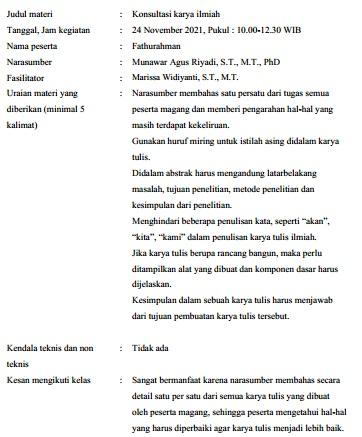 Judul materi : Konsultasi karya ilmiah
Tanggal, Jam kegiatan : 24 November 2021, Pukul : 10.00-12.30 WIB
Nama peserta : Fathurahman
Narasumber : Munawar Agus Riyadi, S.T., M.T., PhD
Fasilitator : Marissa Widiyanti, S.T., M.T.
Uraian materi yang : Narasumber membahas satu persatu dari tugas semua
diberikan (minimal 5 peserta magang dan memberi pengarahan hal-hal yang
kalimat) masih terdapat kekeliruan.
Gunakan huruf miring untuk istilah asing didalam karya
tulis.
Didalam abstrak harus mengandung latarbelakang
masalah, tujuan penelitian, metode penelitian dan
kesimpulan dari penelitian.
Menghindari beberapa penulisan kata, seperti “akan”,
“kita”, “kami” dalam penulisan karya tulis ilmiah.
Jika karya tulis berupa rancang bangun, maka perlu
ditampilkan alat yang dibuat dan komponen dasar harus
dijelaskan.
Kesimpulan dalam sebuah karya tulis harus menjawab
dari tujuan pembuatan karya tulis tersebut.
Kendala teknis dan non : Tidak ada
teknis
Kesan mengikuti kelas : Sangat bermanfaat karena narasumber membahas secara
detail satu per satu dari semua karya tulis yang dibuat
oleh peserta magang, sehingga peserta mengetahui hal-hal
yang harus diperbaiki agar karya tulis menjadi lebih baik.